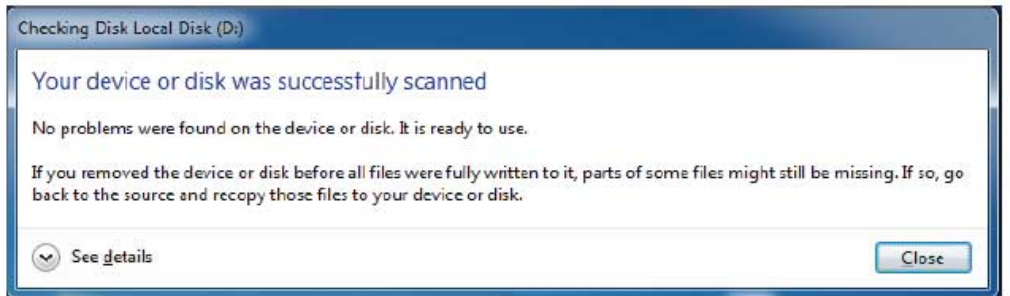 Checking Disk Local Disk (D:)
Your device or disk was successfully scanned
No problems were found on the device or disk. It is ready to use.
If you removed the device or disk before all files were fully written to it, parts of some files might still be missing. If so, go
back to the source and recopy those files to your device or disk.
See details
Close